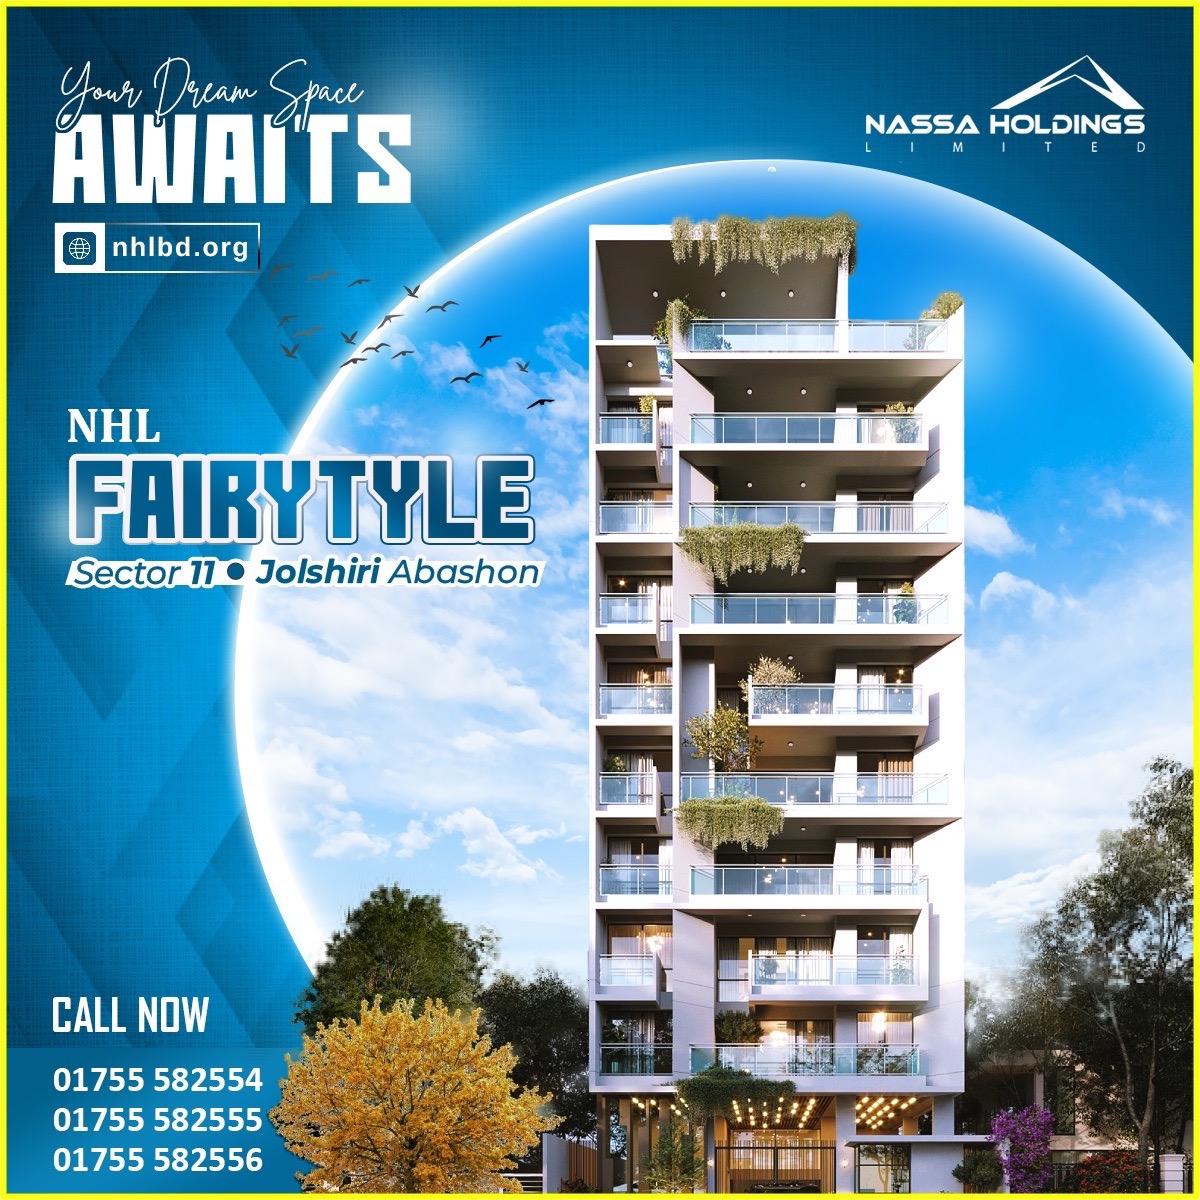 Your Dream Space
AWAITS
nhlbd.org
NASSA HOLDINGS
LIMITED
NHL
FAIRYTYLE
Sector 11 • Jolshiri Abashon
CALL NOW
01755 582554
01755 582555
01755 582556